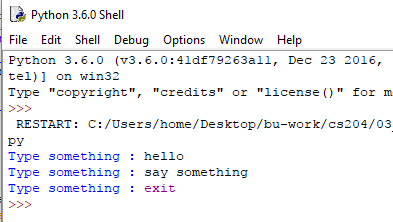 Python 3.6.0 Shell
File Edit Shell Debug Options Window Help
Python 3.6.0 (v3.6.0:41df79263a11, Dec 23 2016,
tel)] on win32
Type "copyright", "credits" or "license()" for m
>>>
RESTART: C:/Users/home/Desktop/bu-work/cs204/03_
py
Type something : hello
Type something : say something
Type something : exit
>>>